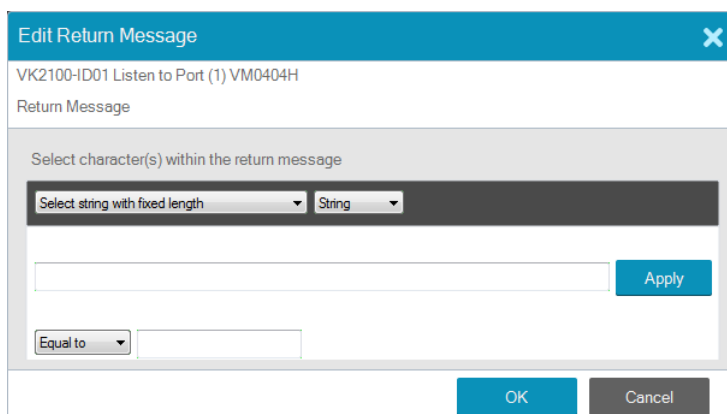 Edit Return Message
VK2100-ID01 Listen to Port (1) VM0404H
Return Message
Select character(s) within the return message
Select string with fixed length String
Apply
Equal to
OK Cancel